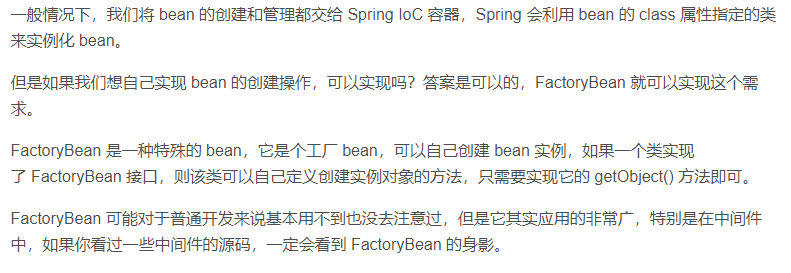 一般情况下，我们将 bean 的创建和管理都交给 Spring IoC 容器，Spring 会利用 bean 的 class 属性指定的类
来实例化 bean。
但是如果我们想自己实现 bean 的创建操作，可以实现吗？答案是可以的，FactoryBean 就可以实现这个需
求。
FactoryBean 是一种特殊的 bean，它是个工厂 bean，可以自己创建 bean 实例，如果一个类实现
了 FactoryBean 接口，则该类可以自己定义创建实例对象的方法，只需要实现它的 getObject() 方法即可。
FactoryBean 可能对于普通开发来说基本用不到也没去注意过，但是它其实应用的非常广，特别是在中间件
中，如果你看过一些中间件的源码，一定会看到 FactoryBean 的身影。